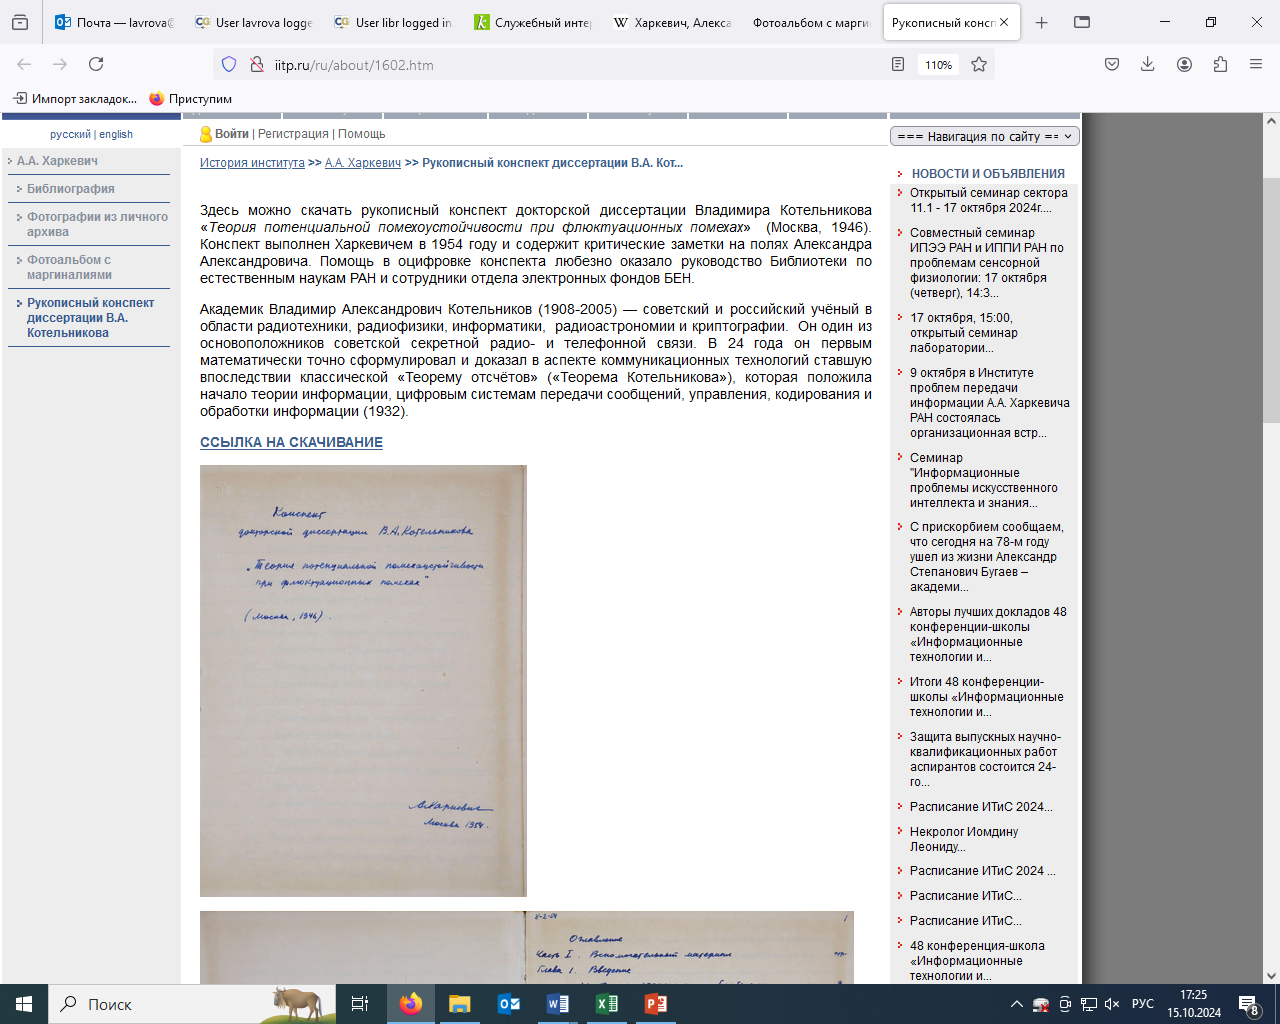 Почта — lavrova@
User lavrova logge
User libr logged in
Служебный интер
Харкевич, Алекса
Фотоальбом с марги
Рукописный консп
iitp.ru/ru/about/1602.htm
110%
Импорт закладок...
Приступим
русский | english
Войти | Регистрация | Помощь
=== Навигация по сайту ==
А.А. Харкевич
Библиография
Фотографии из личного
архива
Фотоальбом с
маргиналиями
Рукописный конспект
диссертации В.А.
Котельникова
История института >> А.А. Харкевич >> Рукописный конспект диссертации В.А. Кот...
Здесь можно скачать рукописный конспект докторской диссертации Владимира Котельникова
«Теория потенциальной помехоустойчивости при флюктуационных помехах» (Москва, 1946).
Конспект выполнен Харкевичем в 1954 году и содержит критические заметки на полях Александра
Александровича. Помощь в оцифровке конспекта любезно оказало руководство Библиотеки по
естественным наукам РАН и сотрудники отдела электронных фондов БЕН.
Академик Владимир Александрович Котельников (1908-2005) — советский и российский учёный в
области радиотехники, радиофизики, информатики, радиоастрономии и криптографии. Он один из
основоположников советской секретной радио- и телефонной связи. В 24 года он первым
математически точно сформулировал и доказал в аспекте коммуникационных технологий ставшую
впоследствии классической «Теорему отсчётов» («Теорема Котельникова»), которая положила
начало теории информации, цифровым системам передачи сообщений, управления, кодирования и
обработки информации (1932).
ССЫЛКА НА СКАЧИВАНИЕ
Конспект
докторской диссертации В.А. Котельникова
„Теория потенциальной помехоустойчивости
при флюктуационных помехах"
(Москва, 1946).
А.Харкевич
Москва 1954.
8-2-54
1
Оглавление
Часть I. Вспомогательный материал
стр.
Глава 1. Введение
НОВОСТИ И ОБЪЯВЛЕНИЯ
Открытый семинар сектора
11.1 - 17 октября 2024г....
Совместный семинар
ИПЭЭ РАН и ИППИ РАН по
проблемам сенсорной
физиологии: 17 октября
(четверг), 14:3...
17 октября, 15:00,
открытый семинар
лаборатории...
9 октября в Институте
проблем передачи
информации А.А. Харкевича
РАН состоялась
организационная встр...
Семинар
"Информационные
проблемы искусственного
интеллекта и знания...
С прискорбием сообщаем,
что сегодня на 78-м году
ушел из жизни Александр
Степанович Бугаев –
академи...
Авторы лучших докладов 48
конференции-школы
«Информационные
технологии и...
Итоги 48 конференции-
школы «Информационные
технологии и...
Защита выпускных научно-
квалификационных работ
аспирантов состоится 24-
го...
Расписание ИТиС 2024...
Некролог Иомдину
Леониду...
Расписание ИТиС 2024 ...
Расписание ИТиС...
Расписание ИТиС...
48 конференция-школа
«Информационные
технологии и...
Поиск
РУС
17:25
15.10.2024
8